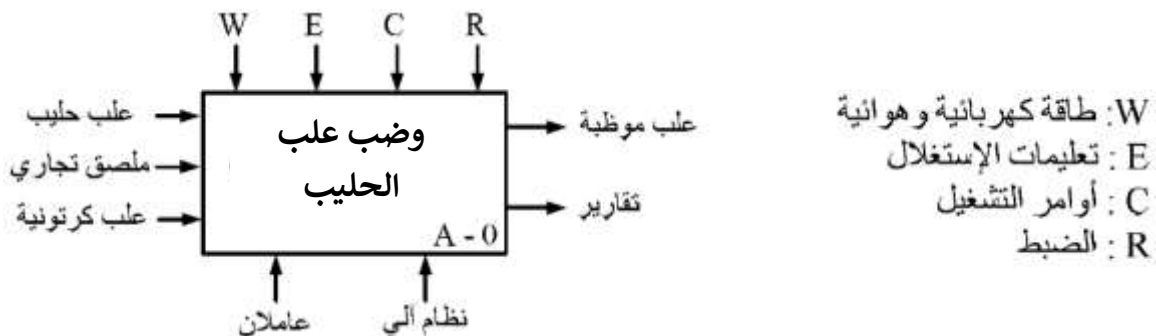 W E C R
علب حليب
ملصق تجاري
علب كرتونية
وضب علب
الحليب
A - 0
علب موظبة
تقارير
عاملان
نظام آلي
W: طاقة كهربائية وهوائية
E : تعليمات الإستغلال
C : أوامر التشغيل
R : الضبط